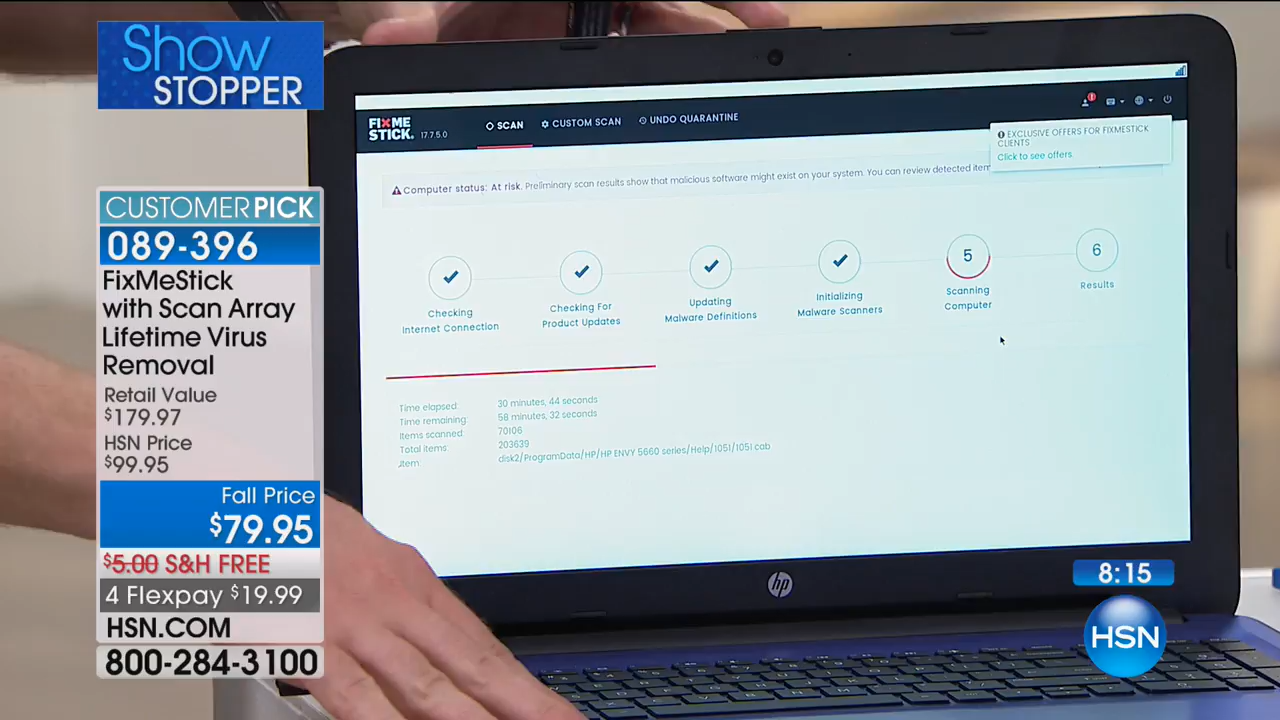 Show
STOPPER
CUSTOMER PICK
089-396
FixMeStick
with Scan Array
Lifetime Virus
Removal
Retail Value
$179.97
HSN Price
$99.95
Fall Price
$79.95
$5.00 S&H FREE
4 Flexpay $19.99
HSN.COM
800-284-3100
FIXME
STICK. 17.7.5.0
SCAN
CUSTOM SCAN
UNDO QUARANTINE
EXCLUSIVE OFFERS FOR FIXMESTICK
CLIENTS
Click to see offers.
Computer status: At risk. Preliminary scan results show that malicious software might exist on your system. You can review detected item
5
6
Checking
Internet Connection
Checking For
Product Updates
Updating
Malware Definitions
Initializing
Malware Scanners
Scanning
Computer
Results
Time elapsed: 30 minutes, 44 seconds
Time remaining: 58 minutes, 32 seconds
Items scanned: 70106
Total items 203639
Item: disk2/ProgramData/HP/HP ENVY 5660 series/Help/1051/1051.cab
hp
8:15
HSN